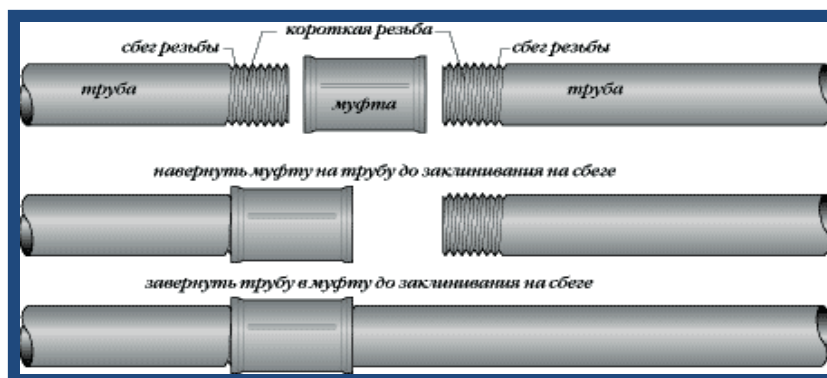 короткая резьба
сбег резьбы
сбег резьбы
труба
муфта
труба
навернуть муфту на трубу до заклинивания на сбеге
завернуть трубу в муфту до заклинивания на сбеге